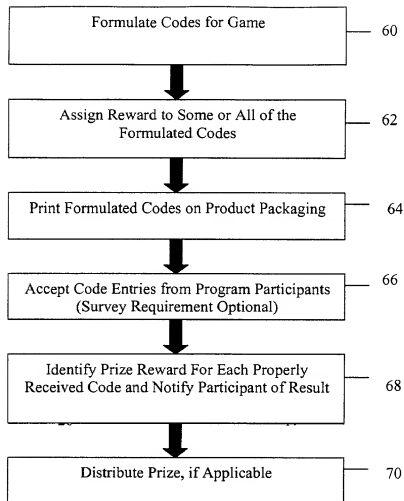 Formulate Codes for Game
60
Assign Reward to Some or All of the
Formulated Codes
62
Print Formulated Codes on Product Packaging
64
Accept Code Entries from Program Participants
(Survey Requirement Optional)
66
Identify Prize Reward For Each Properly
Received Code and Notify Participant of Result
68
Distribute Prize, if Applicable
70